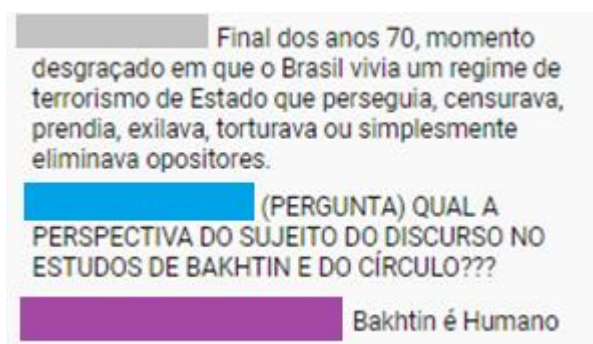 Final dos anos 70, momento
desgraçado em que o Brasil vivia um regime de
terrorismo de Estado que perseguia, censurava,
prendia, exilava, torturava ou simplesmente
eliminava opositores.
(PERGUNTA) QUAL A
PERSPECTIVA DO SUJEITO DO DISCURSO NO
ESTUDOS DE BAKHTIN E DO CÍRCULO???
Bakhtin é Humano